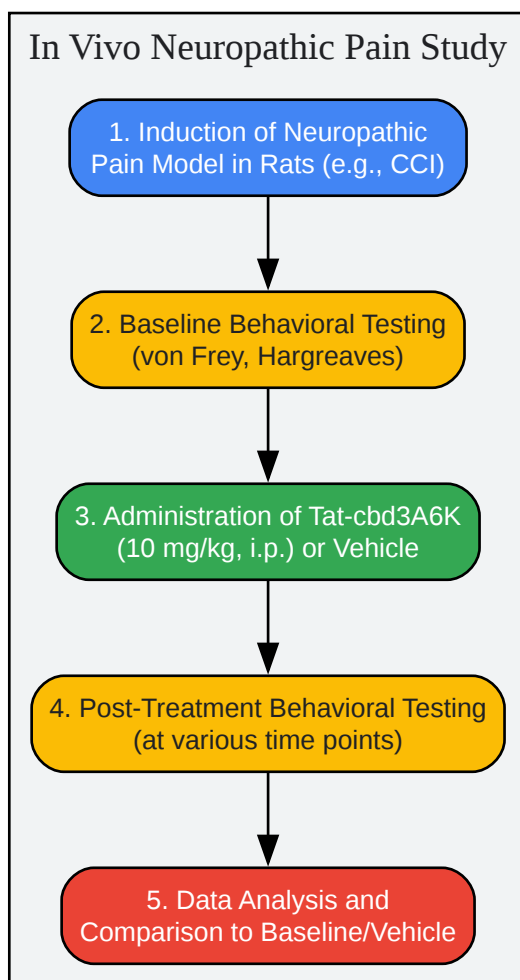 In Vivo Neuropathic Pain Study
1. Induction of Neuropathic
Pain Model in Rats (e.g., CCI)
2. Baseline Behavioral Testing
(von Frey, Hargreaves)
3. Administration of Tat-cbd3A6K
(10 mg/kg, i.p.) or Vehicle
4. Post-Treatment Behavioral Testing
(at various time points)
5. Data Analysis and
Comparison to Baseline/Vehicle